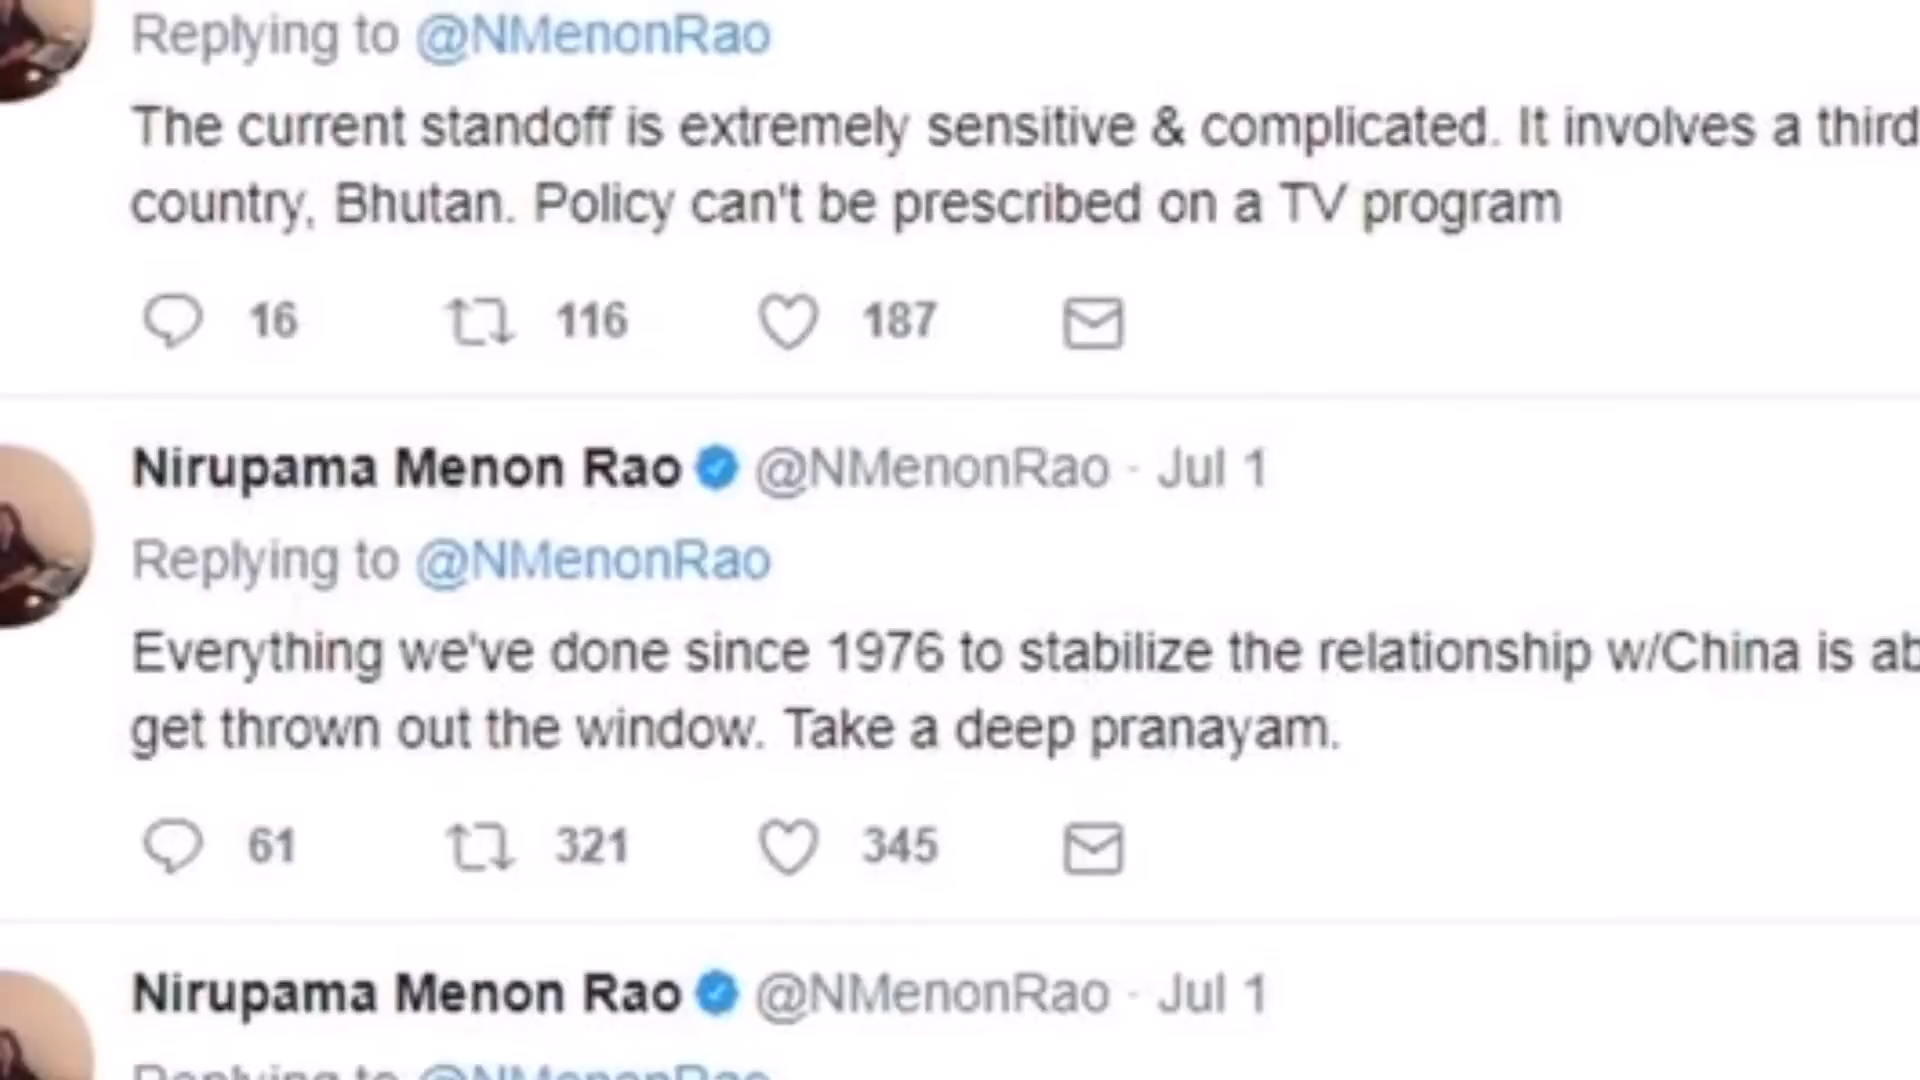 Replying to @NMenonRao
The current standoff is extremely sensitive & complicated. It involves a third
country, Bhutan. Policy can't be prescribed on a TV program
16 116 187
Nirupama Menon Rao @NMenonRao · Jul 1
Replying to @NMenonRao
Everything we've done since 1976 to stabilize the relationship w/China is ab
get thrown out the window. Take a deep pranayam.
61 321 345
Nirupama Menon Rao @NMenonRao · Jul 1
Replying to @NMenonRao